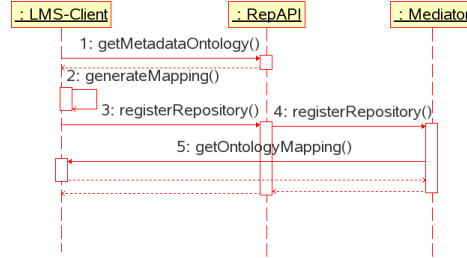 _: LMS-Client
_: RepAPI
_: Mediator
1: getMetadataOntology()
2: generateMapping()
3: registerRepository()
4: registerRepository()
5: getOntologyMapping()